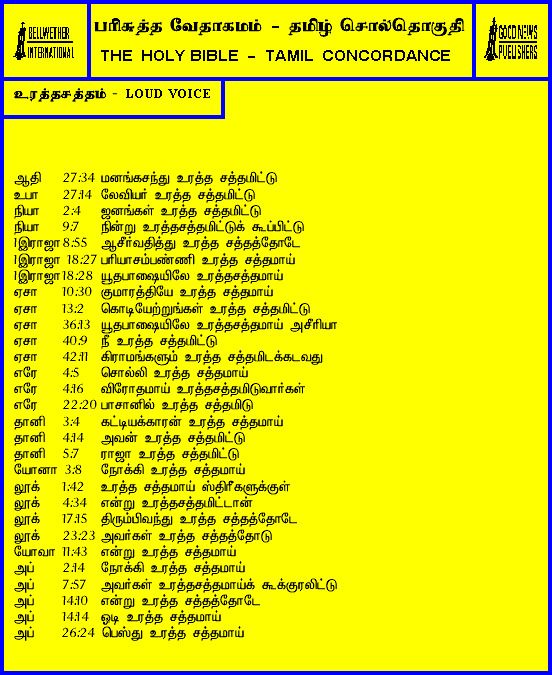 BELLWETHER
INTERNATIONAL
பரிசுத்த வேதாகமம் - தமிழ் சொல்தொகுதி
THE HOLY BIBLE - TAMIL CONCORDANCE
GOOD NEWS
PUBLISHERS
உரத்தசத்தம் - LOUD VOICE
ஆதி 27:34 மனங்கசந்து உரத்த சத்தமிட்டு
உபா 27:14 லேவியர் உரத்த சத்தமிட்டு
நியா 2:4 ஜனங்கள் உரத்த சத்தமிட்டு
நியா 9:7 நின்று உரத்தசத்தமிட்டுக் கூப்பிட்டு
1இராஜா 8:55 ஆசீர்வதித்து உரத்த சத்தத்தோடே
1இராஜா 18:27 பரியாசம்பண்ணி உரத்த சத்தமாய்
1இராஜா 18:28 யூதபாஷையிலே உரத்தசத்தமாய்
ஏசா 10:30 குமாரத்தியே உரத்த சத்தமாய்
ஏசா 13:2 கொடியேற்றுங்கள் உரத்த சத்தமிட்டு
ஏசா 36:13 யூதபாஷையிலே உரத்தசத்தமாய் அசீரியா
ஏசா 40:9 நீ உரத்த சத்தமிட்டு
ஏசா 42:11 கிராமங்களும் உரத்த சத்தமிடக்கடவது
எரே 4:5 சொல்லி உரத்த சத்தமாய்
எரே 4:16 விரோதமாய் உரத்தசத்தமிடுவார்கள்
எரே 22:20 பாசானில் உரத்த சத்தமிடு
தானி 3:4 கட்டியக்காரன் உரத்த சத்தமாய்
தானி 4:14 அவன் உரத்த சத்தமிட்டு
தானி 5:7 ராஜா உரத்த சத்தமிட்டு
யோனா 3:8 நோக்கி உரத்த சத்தமாய்
லூக் 1:42 உரத்த சத்தமாய் ஸ்திரீகளுக்குள்
லூக் 4:34 என்று உரத்தசத்தமிட்டான்
லூக் 17:15 திரும்பிவந்து உரத்த சத்தத்தோடே
லூக் 23:23 அவர்கள் உரத்த சத்தத்தோடு
யோவா 11:43 என்று உரத்த சத்தமாய்
அப் 2:14 நோக்கி உரத்த சத்தமாய்
அப் 7:57 அவர்கள் உரத்தசத்தமாய்க் கூக்குரலிட்டு
அப் 14:10 என்று உரத்த சத்தத்தோடே
அப் 14:14 ஓடி உரத்த சத்தமாய்
அப் 26:24 பெஸ்து உரத்த சத்தமாய்